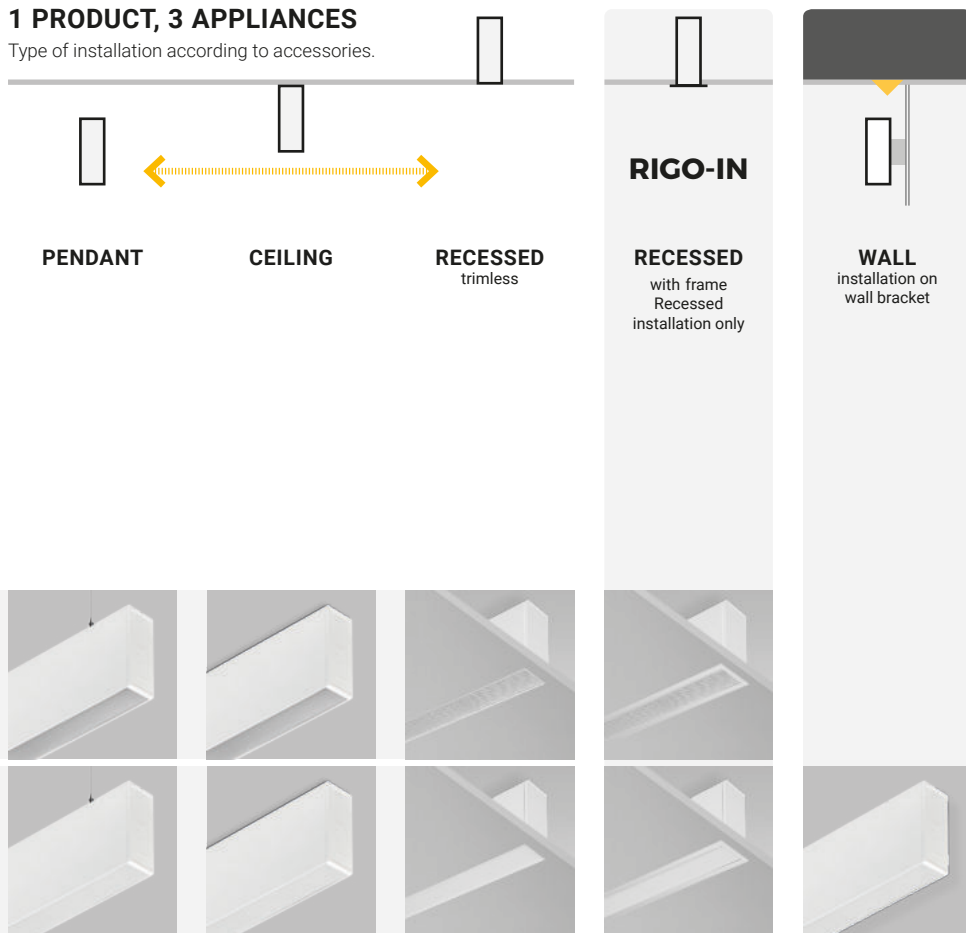 1 PRODUCT, 3 APPLIANCES
Type of installation according to accessories.
PENDANT
CEILING
RECESSED
trimless
RIGO-IN
RECESSED
with frame
Recessed
installation only
WALL
installation on
wall bracket